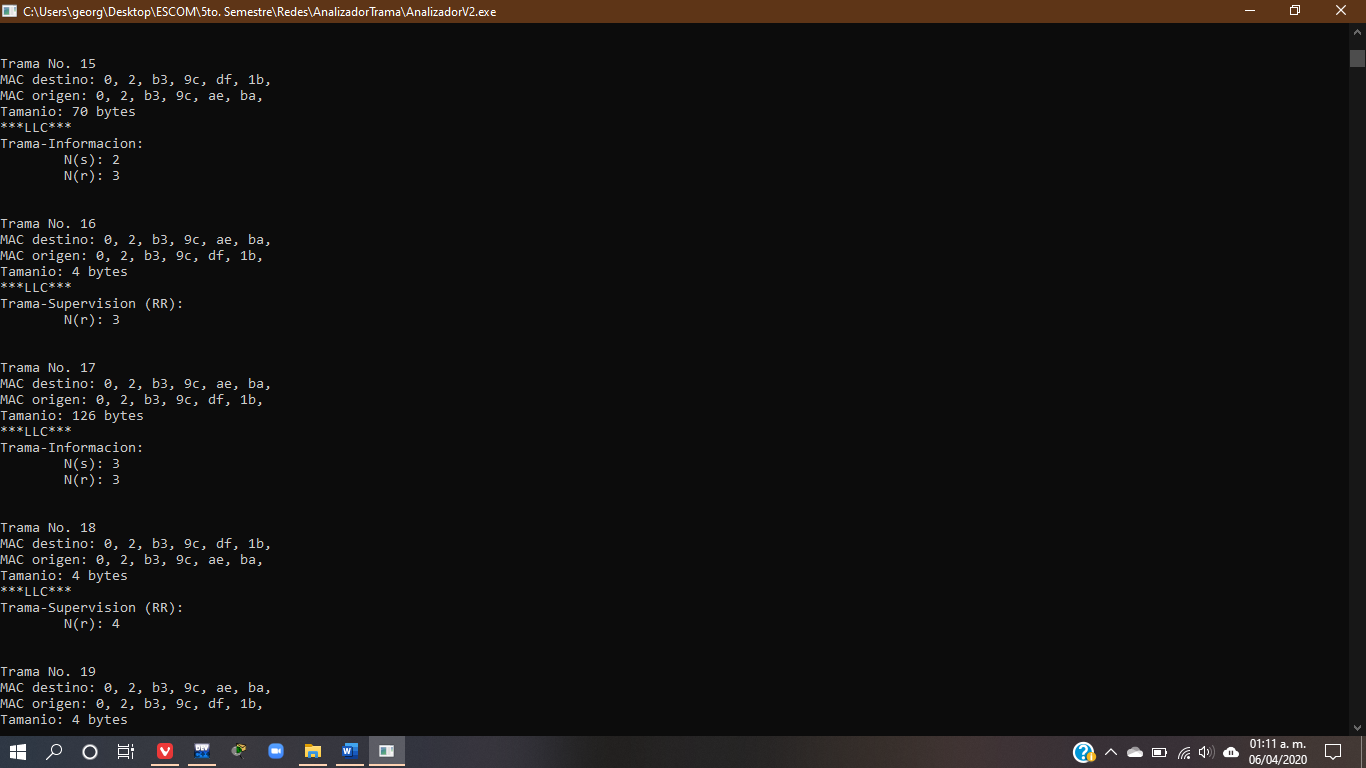 C:\Users\georg\Desktop\ESCOM\5to. Semestre\Redes\AnalizadorTrama\AnalizadorV2.exe
Trama No. 15
MAC destino: 0, 2, b3, 9c, df, 1b,
MAC origen: 0, 2, b3, 9c, ae, ba,
Tamanio: 70 bytes
***LLC***
Trama-Informacion:
N(s): 2
N(r): 3
Trama No. 16
MAC destino: 0, 2, b3, 9c, ae, ba,
MAC origen: 0, 2, b3, 9c, df, 1b,
Tamanio: 4 bytes
***LLC***
Trama-Supervision (RR):
N(r): 3
Trama No. 17
MAC destino: 0, 2, b3, 9c, ae, ba,
MAC origen: 0, 2, b3, 9c, df, 1b,
Tamanio: 126 bytes
***LLC***
Trama-Informacion:
N(s): 3
N(r): 3
Trama No. 18
MAC destino: 0, 2, b3, 9c, df, 1b,
MAC origen: 0, 2, b3, 9c, ae, ba,
Tamanio: 4 bytes
***LLC***
Trama-Supervision (RR):
N(r): 4
Trama No. 19
MAC destino: 0, 2, b3, 9c, ae, ba,
MAC origen: 0, 2, b3, 9c, df, 1b,
Tamanio: 4 bytes
01:11 a. m.
06/04/2020